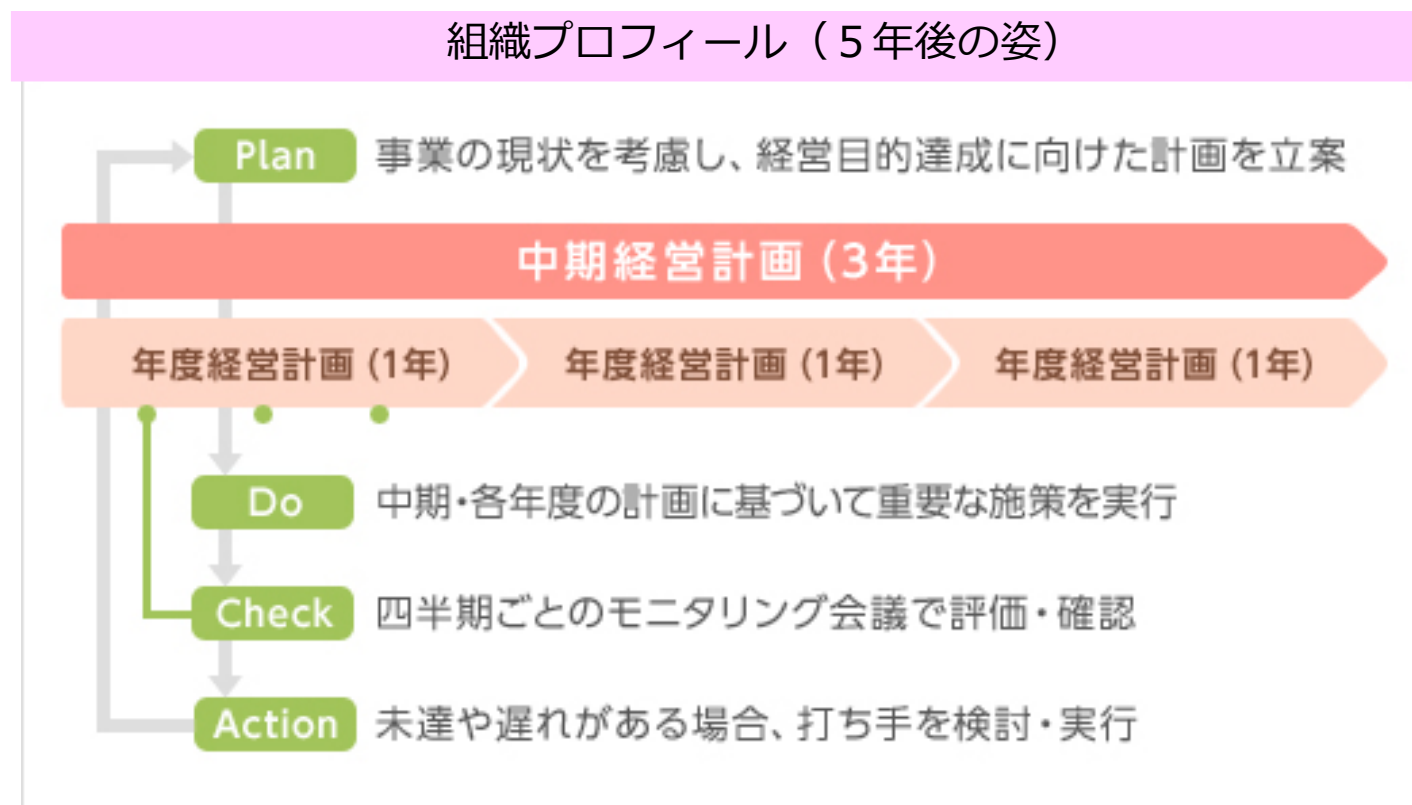 組織プロフィール（５年後の姿）
Plan 事業の現状を考慮し、経営目的達成に向けた計画を立案
中期経営計画 (3年)
年度経営計画 (1年) 年度経営計画 (1年) 年度経営計画 (1年)
Do 中期・各年度の計画に基づいて重要な施策を実行
Check 四半期ごとのモニタリング会議で評価・確認
Action 未達や遅れがある場合、打ち手を検討・実行